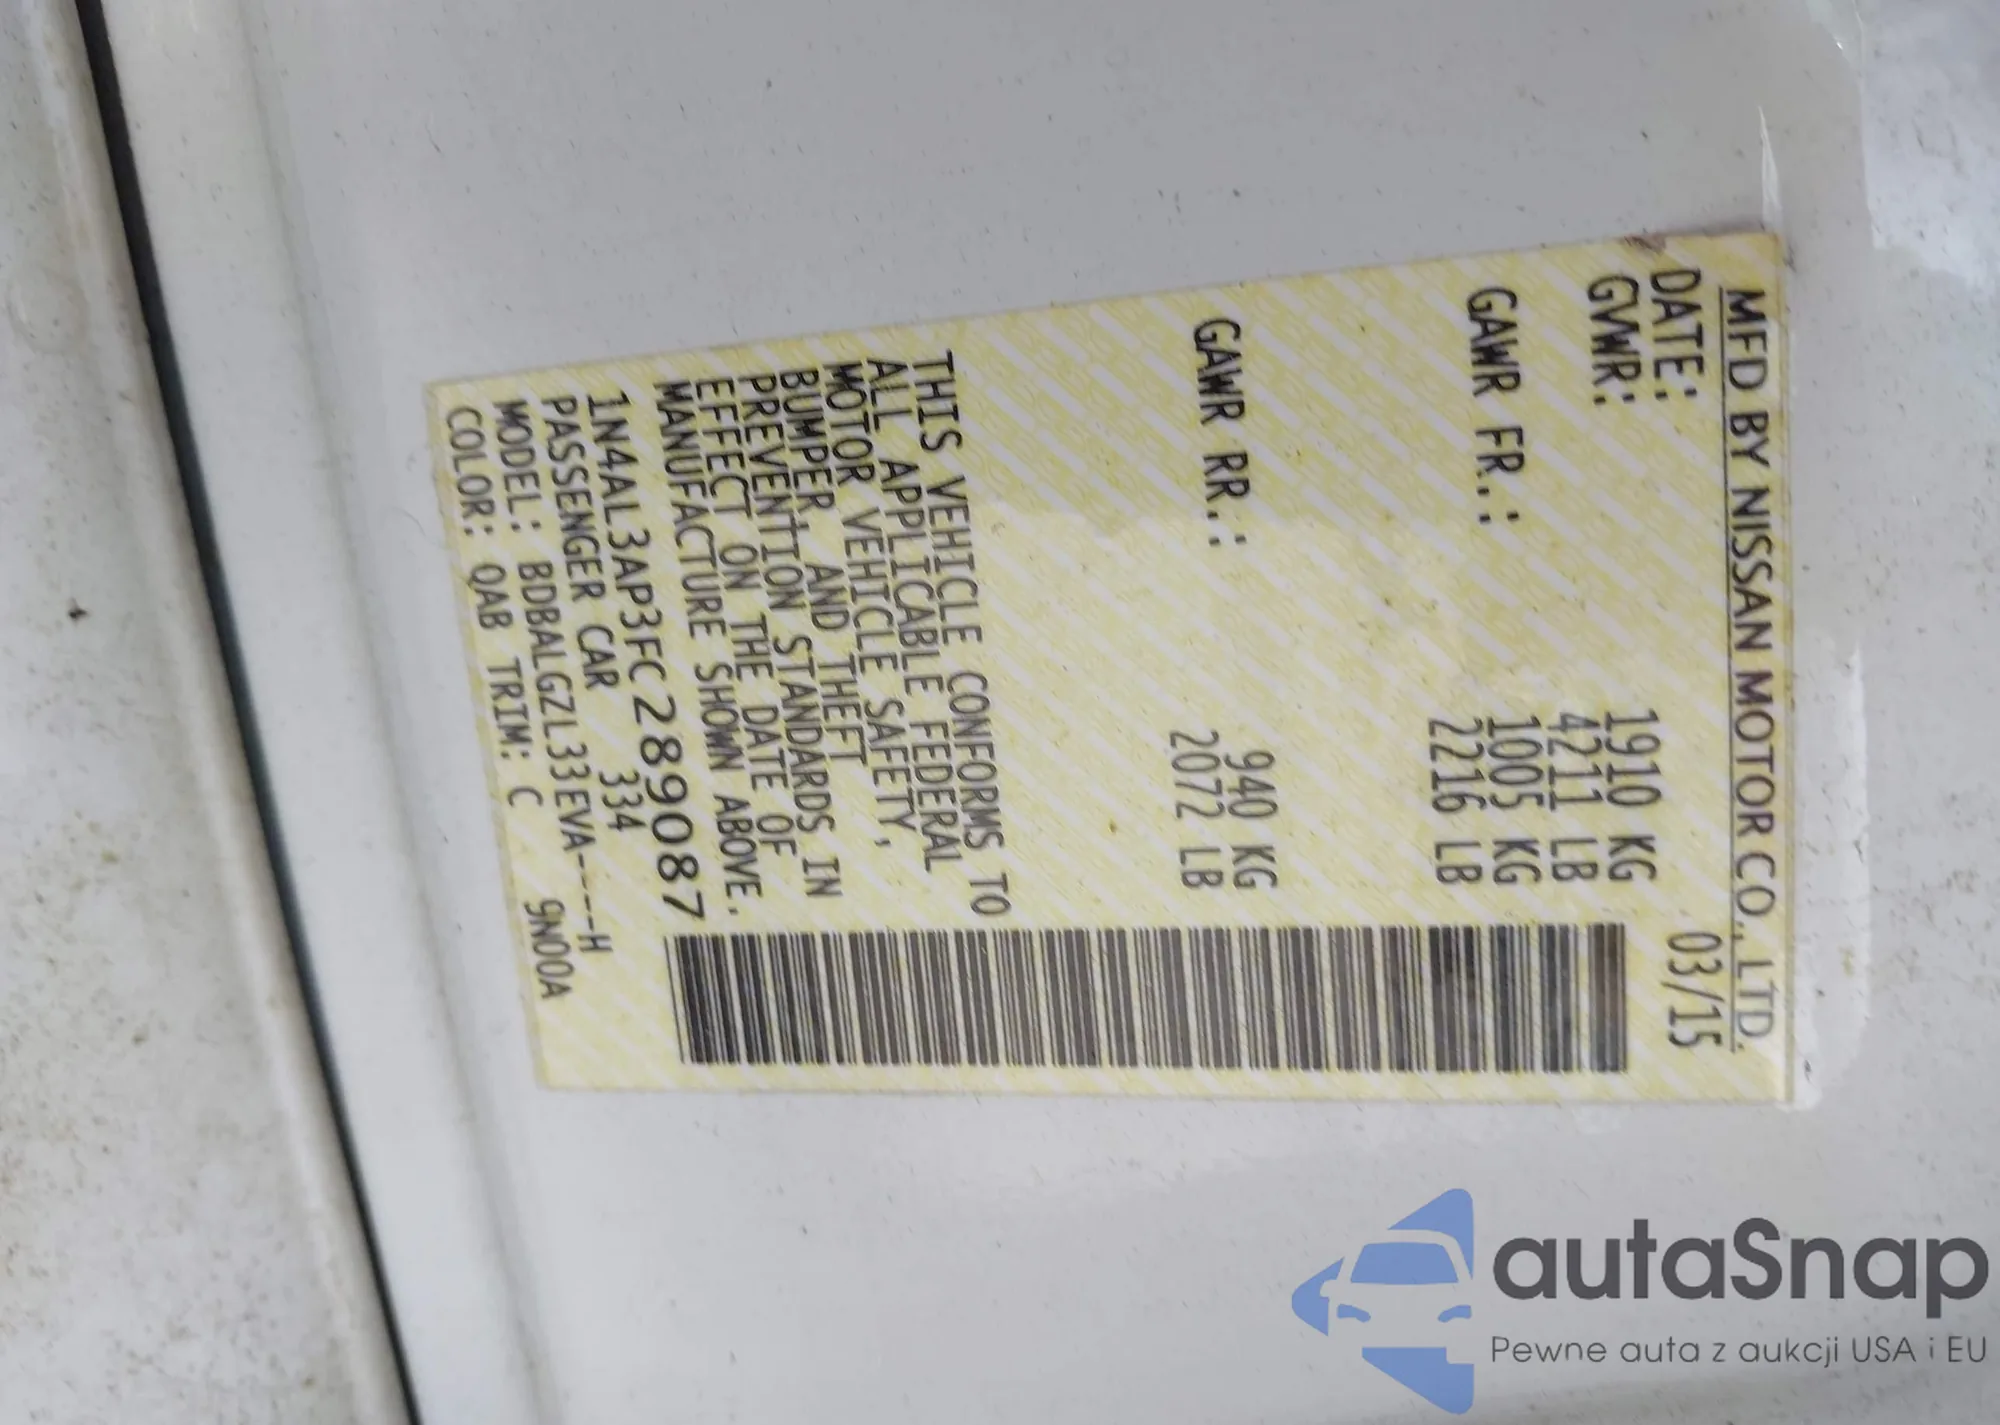 MFD BY NISSAN MOTOR CO., LTD.
DATE: 03/15
GVWR: 1910 KG
4211 LB
GAWR FR.: 1005 KG
2216 LB
GAWR RR.: 940 KG
2072 LB
THIS VEHICLE CONFORMS TO
ALL APPLICABLE FEDERAL
MOTOR VEHICLE SAFETY,
BUMPER, AND THEFT
PREVENTION STANDARDS IN
EFFECT ON THE DATE OF
MANUFACTURE SHOWN ABOVE.
1N4AL3AP3FC289087
PASSENGER CAR 334
MODEL: BDBALGZL33EVA----H
COLOR: QAB TRIM: C 9N00A
autaSnap
Pewne auta z aukcji USA i EU